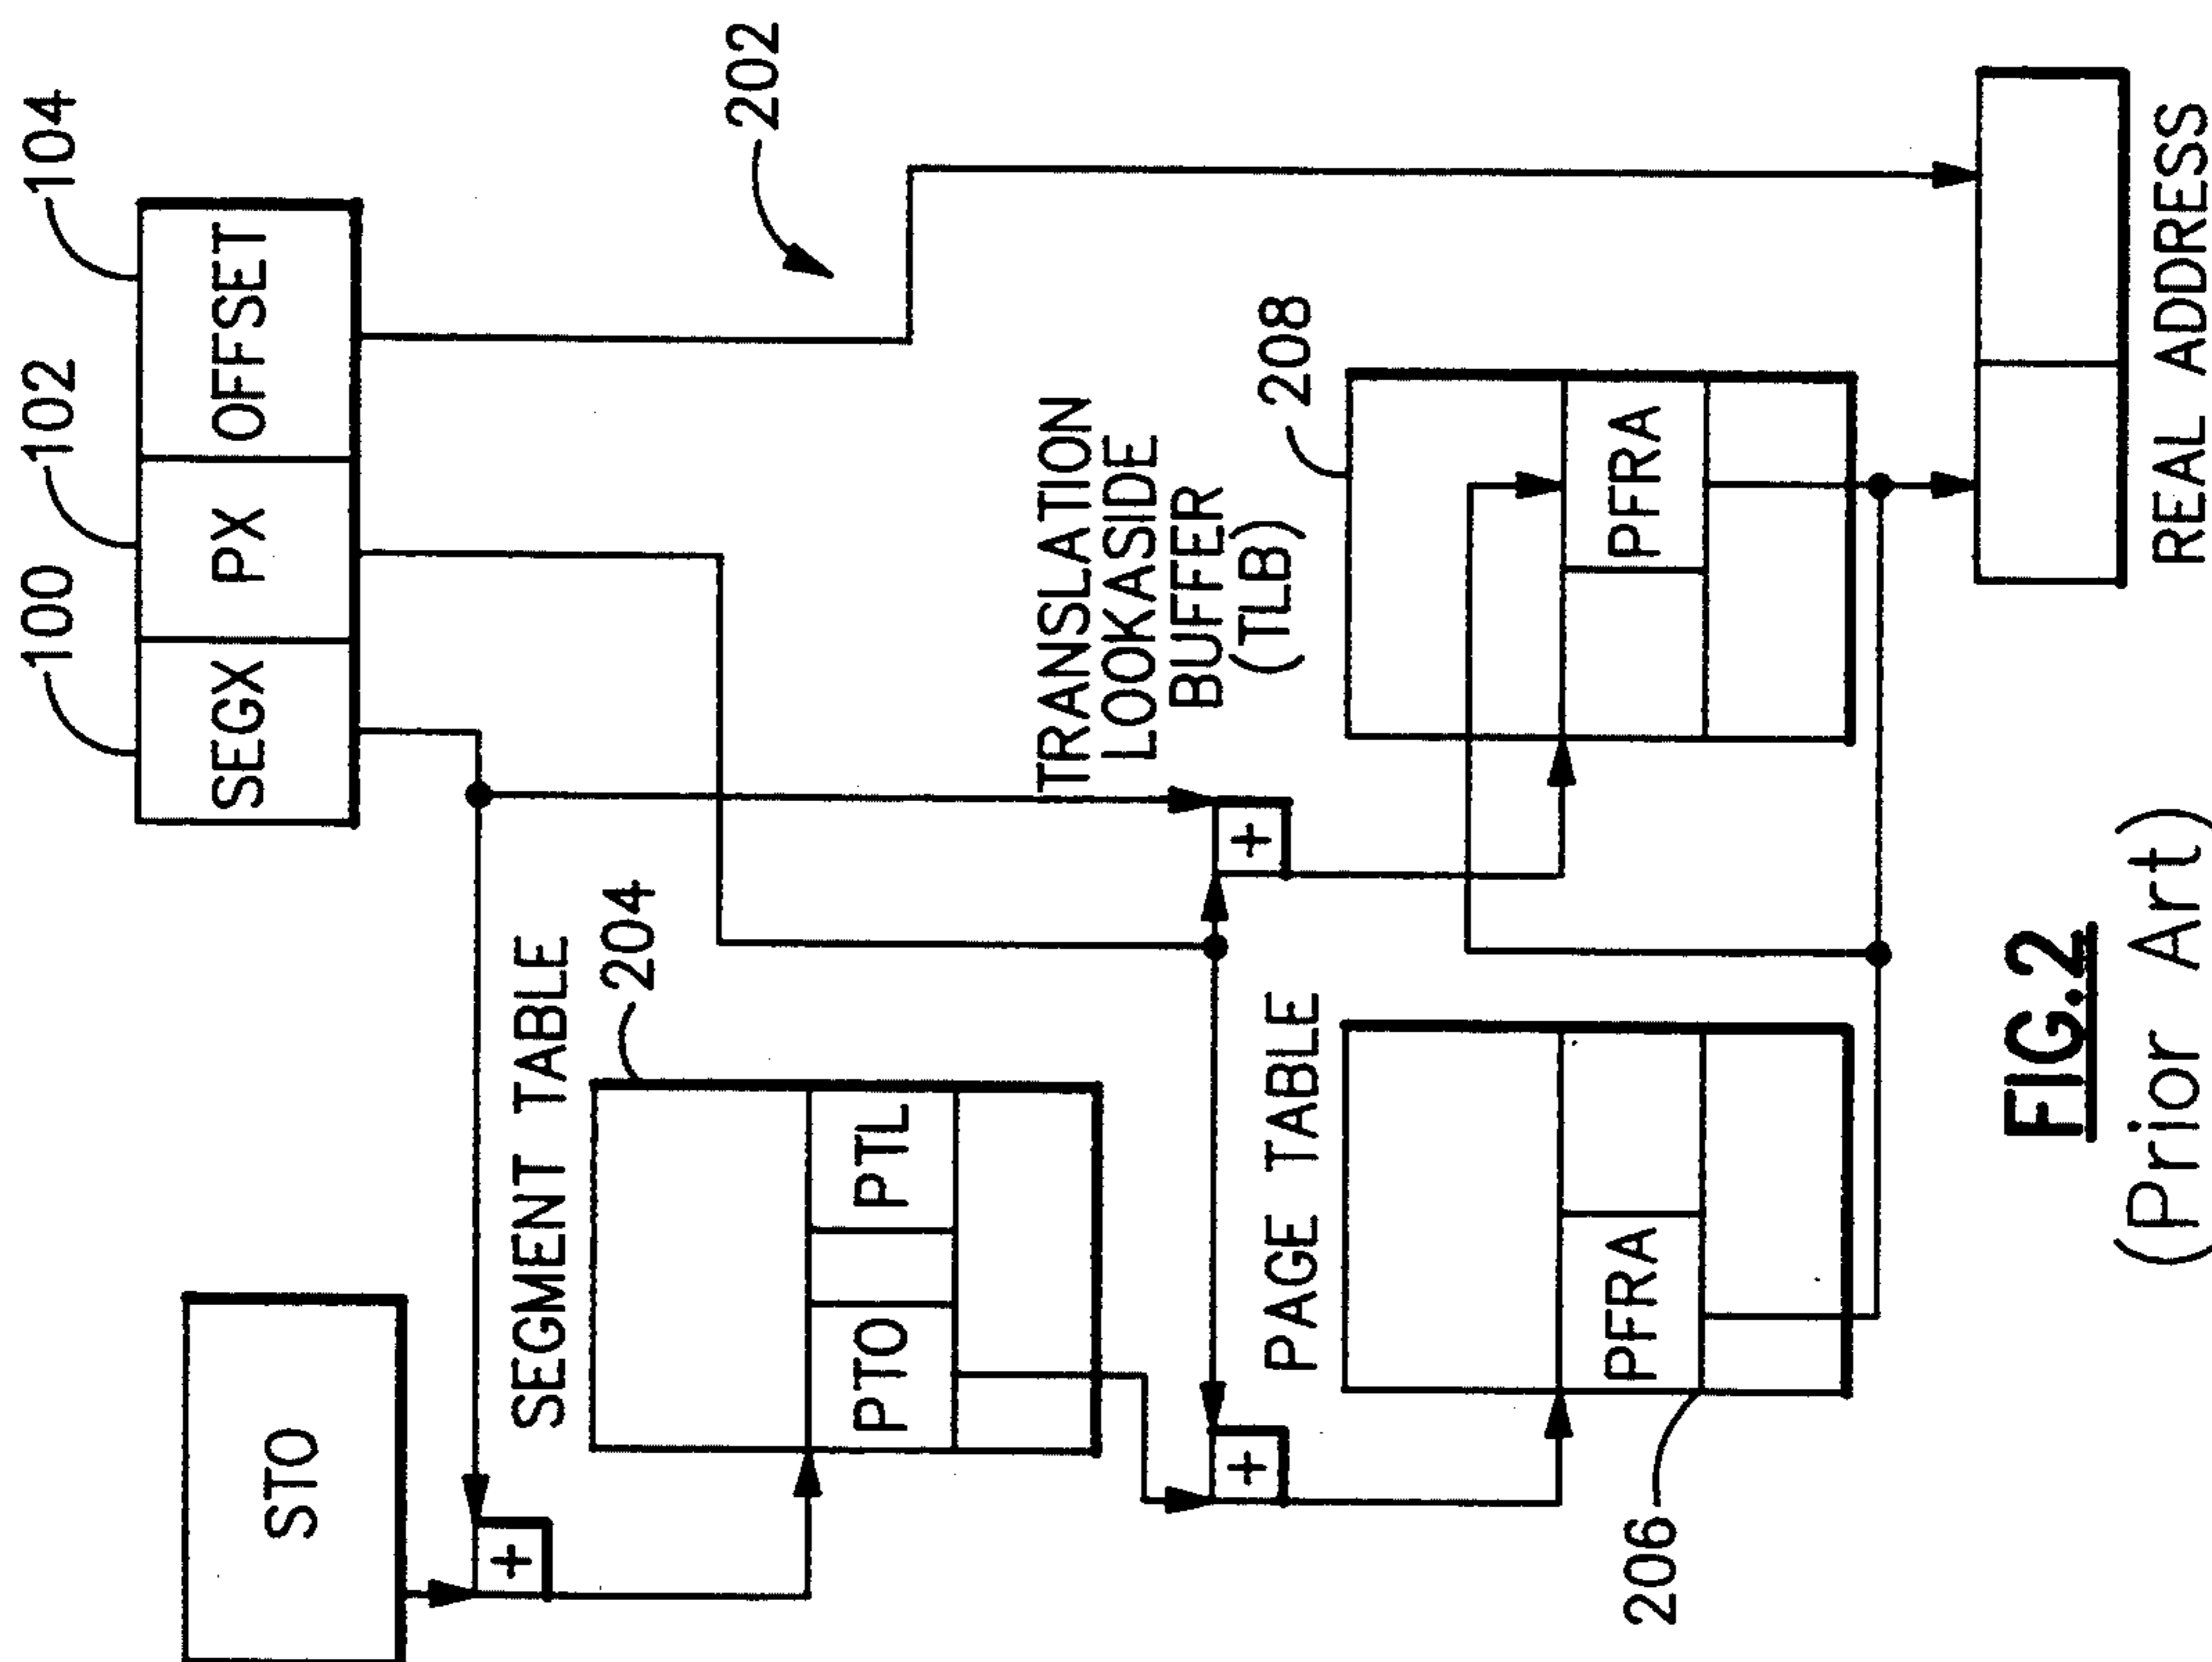 100
102
104
STO
SEGX
PX
OFFSET
202
+
SEGMENT TABLE
204
PTO
PTL
TRANSLATION
LOOKASIDE
BUFFER
(TLB)
+
+
PAGE TABLE
208
PFRA
PFRA
206
REAL ADDRESS
FIG.2
(Prior Art)